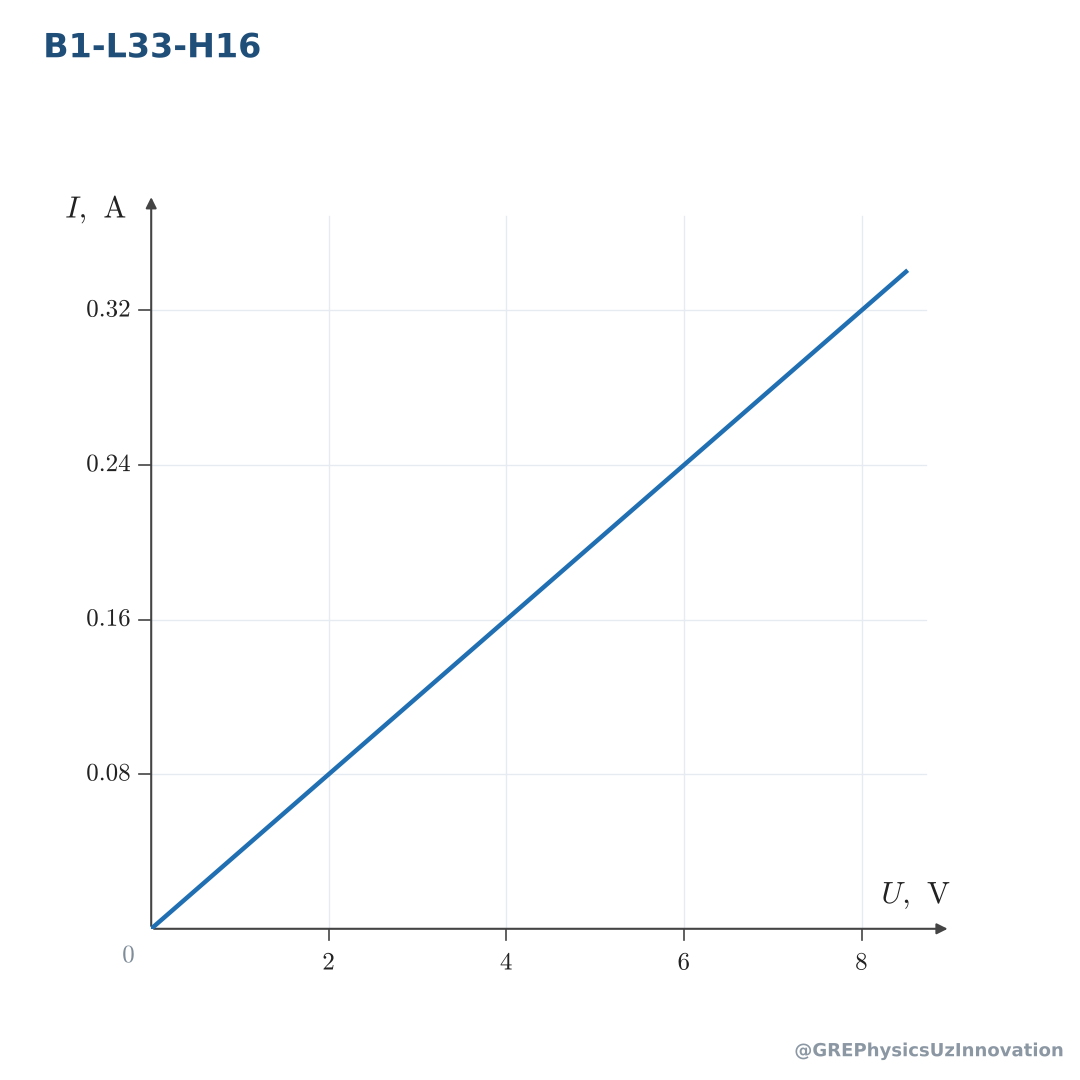 B1-L33-H16
I, A
0.32
0.24
0.16
0.08
U, V
0
2 4 6 8
@GREPhysicsUzInnovation